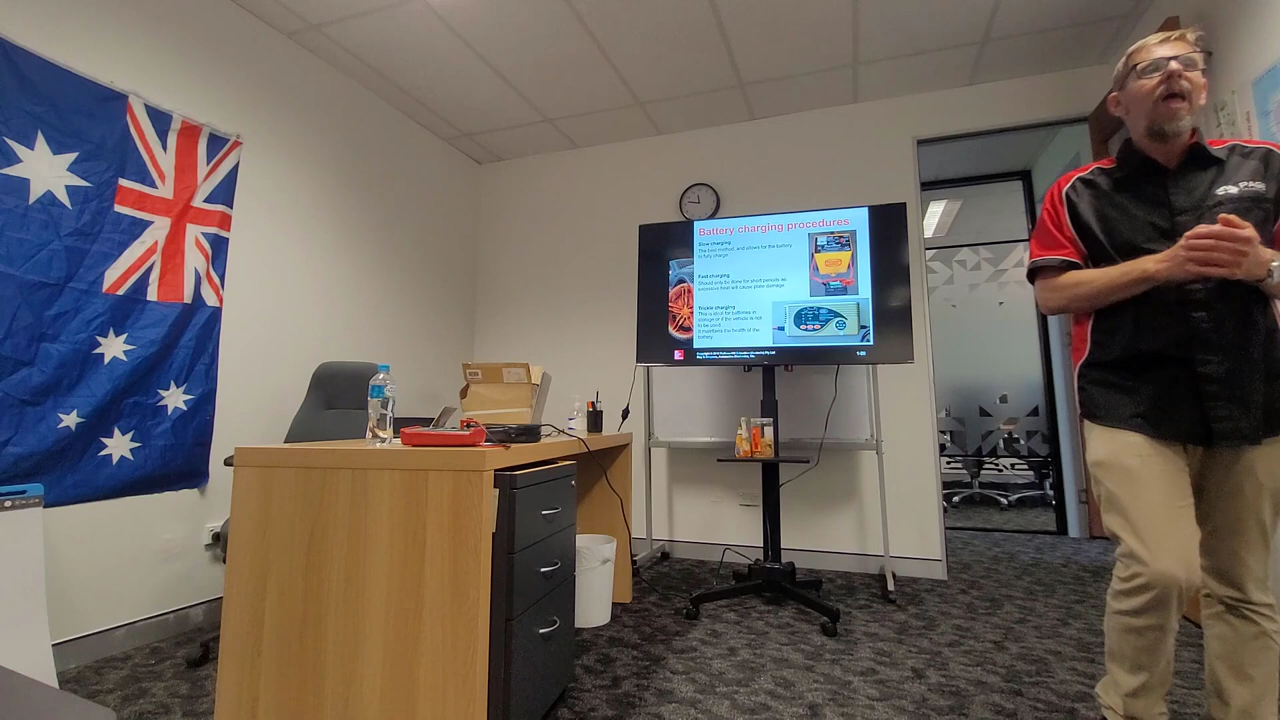 Battery charging procedures
Slow charging
The best method, and allows for the battery
to fully charge
Fast charging
Should only be done for short periods as
excessive heat will cause plate damage
Trickle charging
This is ideal for batteries in
storage or if the vehicle is not
to be used.
It maintains the health of the
battery.